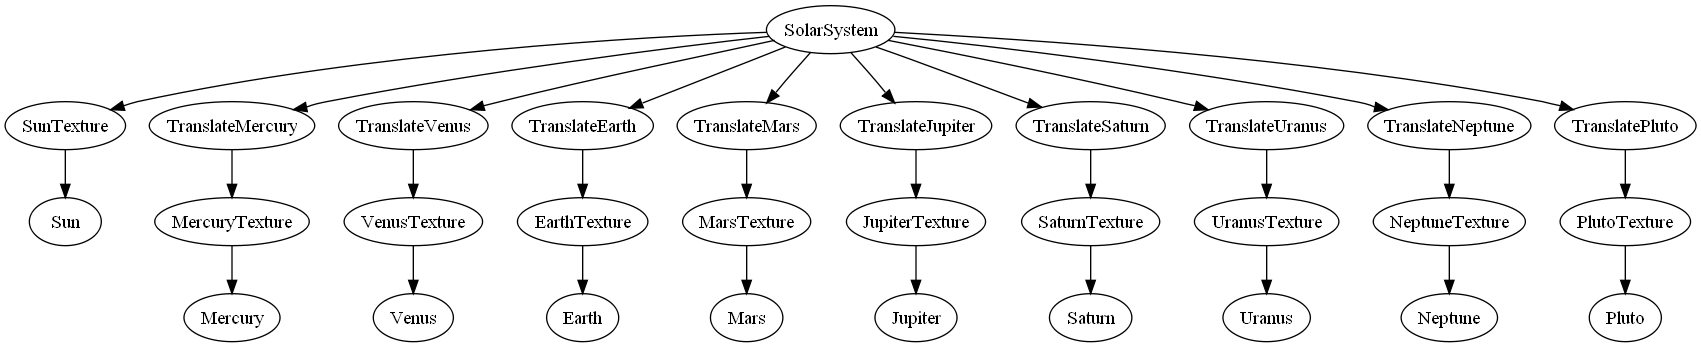 SolarSystem
SunTexture TranslateMercury TranslateVenus TranslateEarth TranslateMars TranslateJupiter TranslateSaturn TranslateUranus TranslateNeptune TranslatePluto
Sun MercuryTexture VenusTexture EarthTexture MarsTexture JupiterTexture SaturnTexture UranusTexture NeptuneTexture PlutoTexture
Mercury Venus Earth Mars Jupiter Saturn Uranus Neptune Pluto